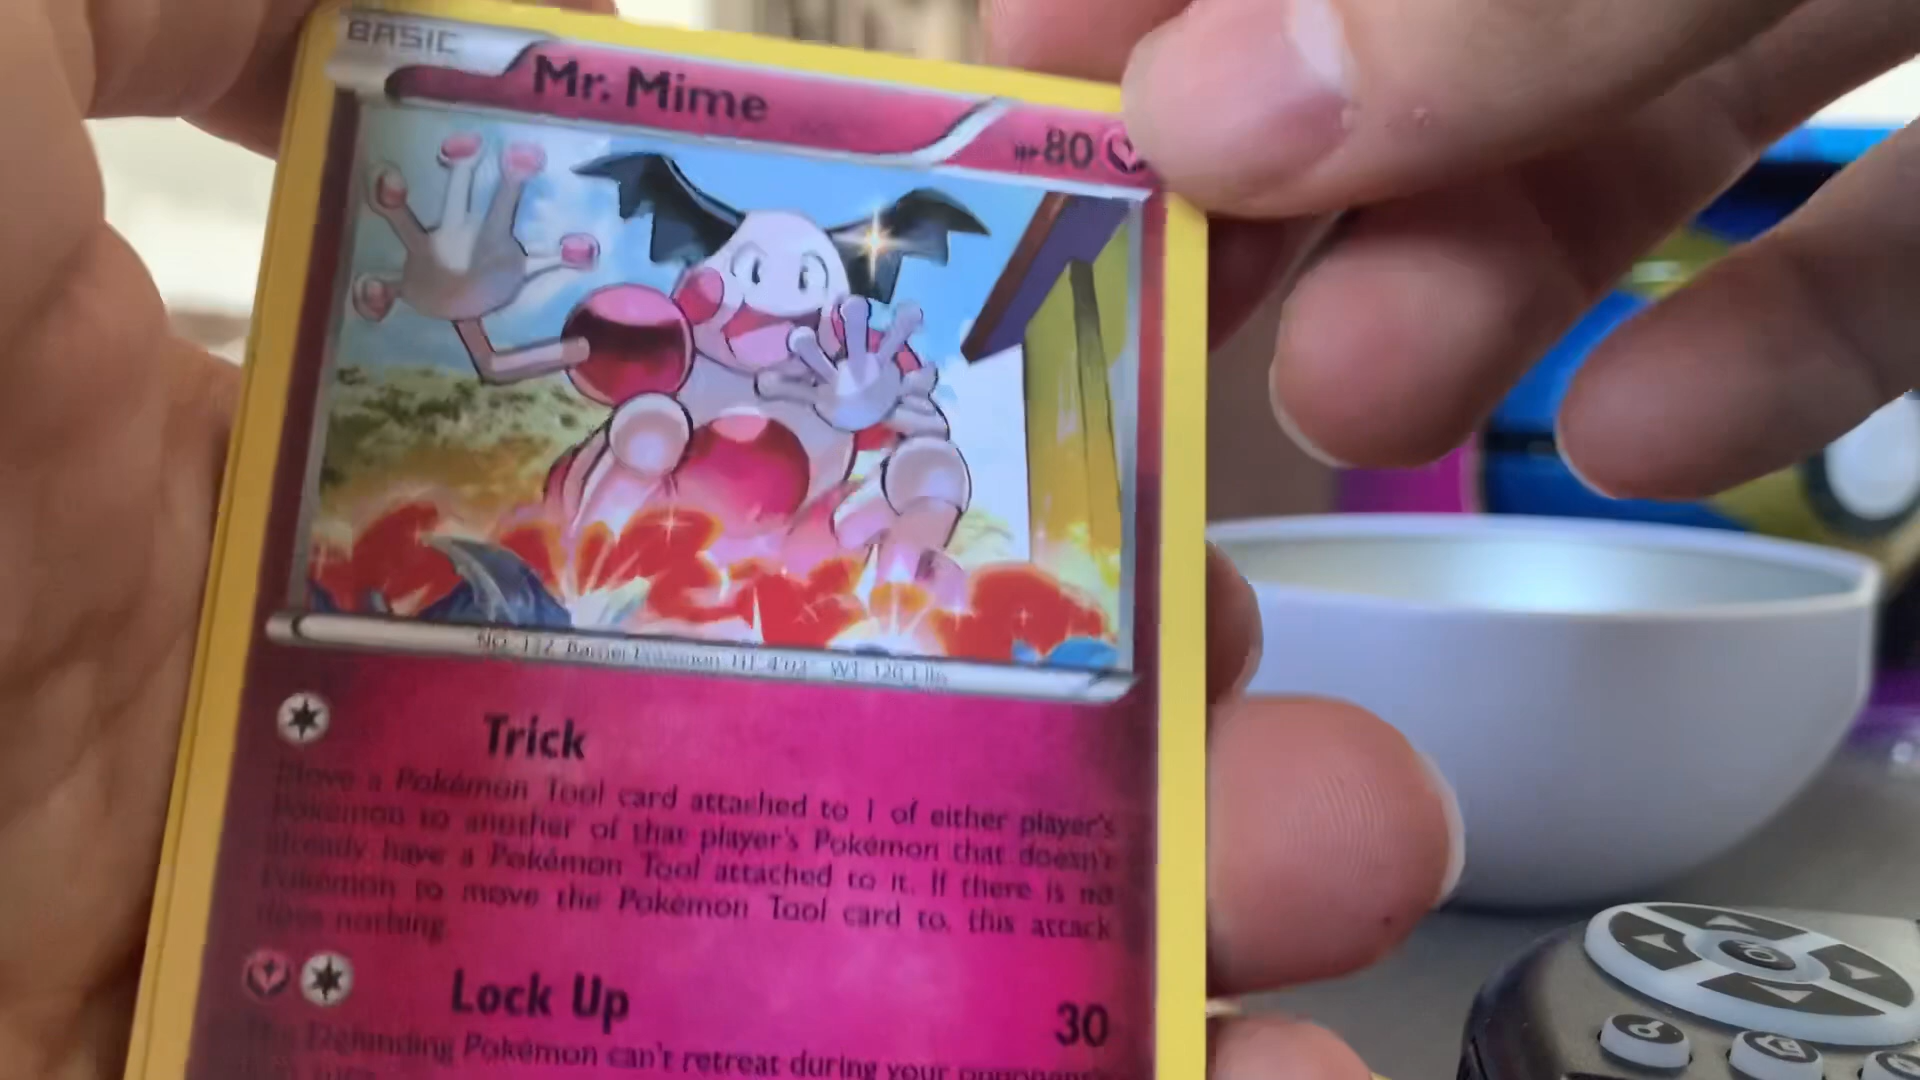 BASIC
Mr. Mime
HP 80
Barrier Pokémon
Trick
Move a Pokémon Tool card attached to 1 of either player's
Pokémon to another of that player's Pokémon that doesn't
already have a Pokémon Tool attached to it. If there is no
Pokémon to move the Pokémon Tool card to, this attack
does nothing.
Lock Up
30
The Defending Pokémon can't retreat during your opponent's